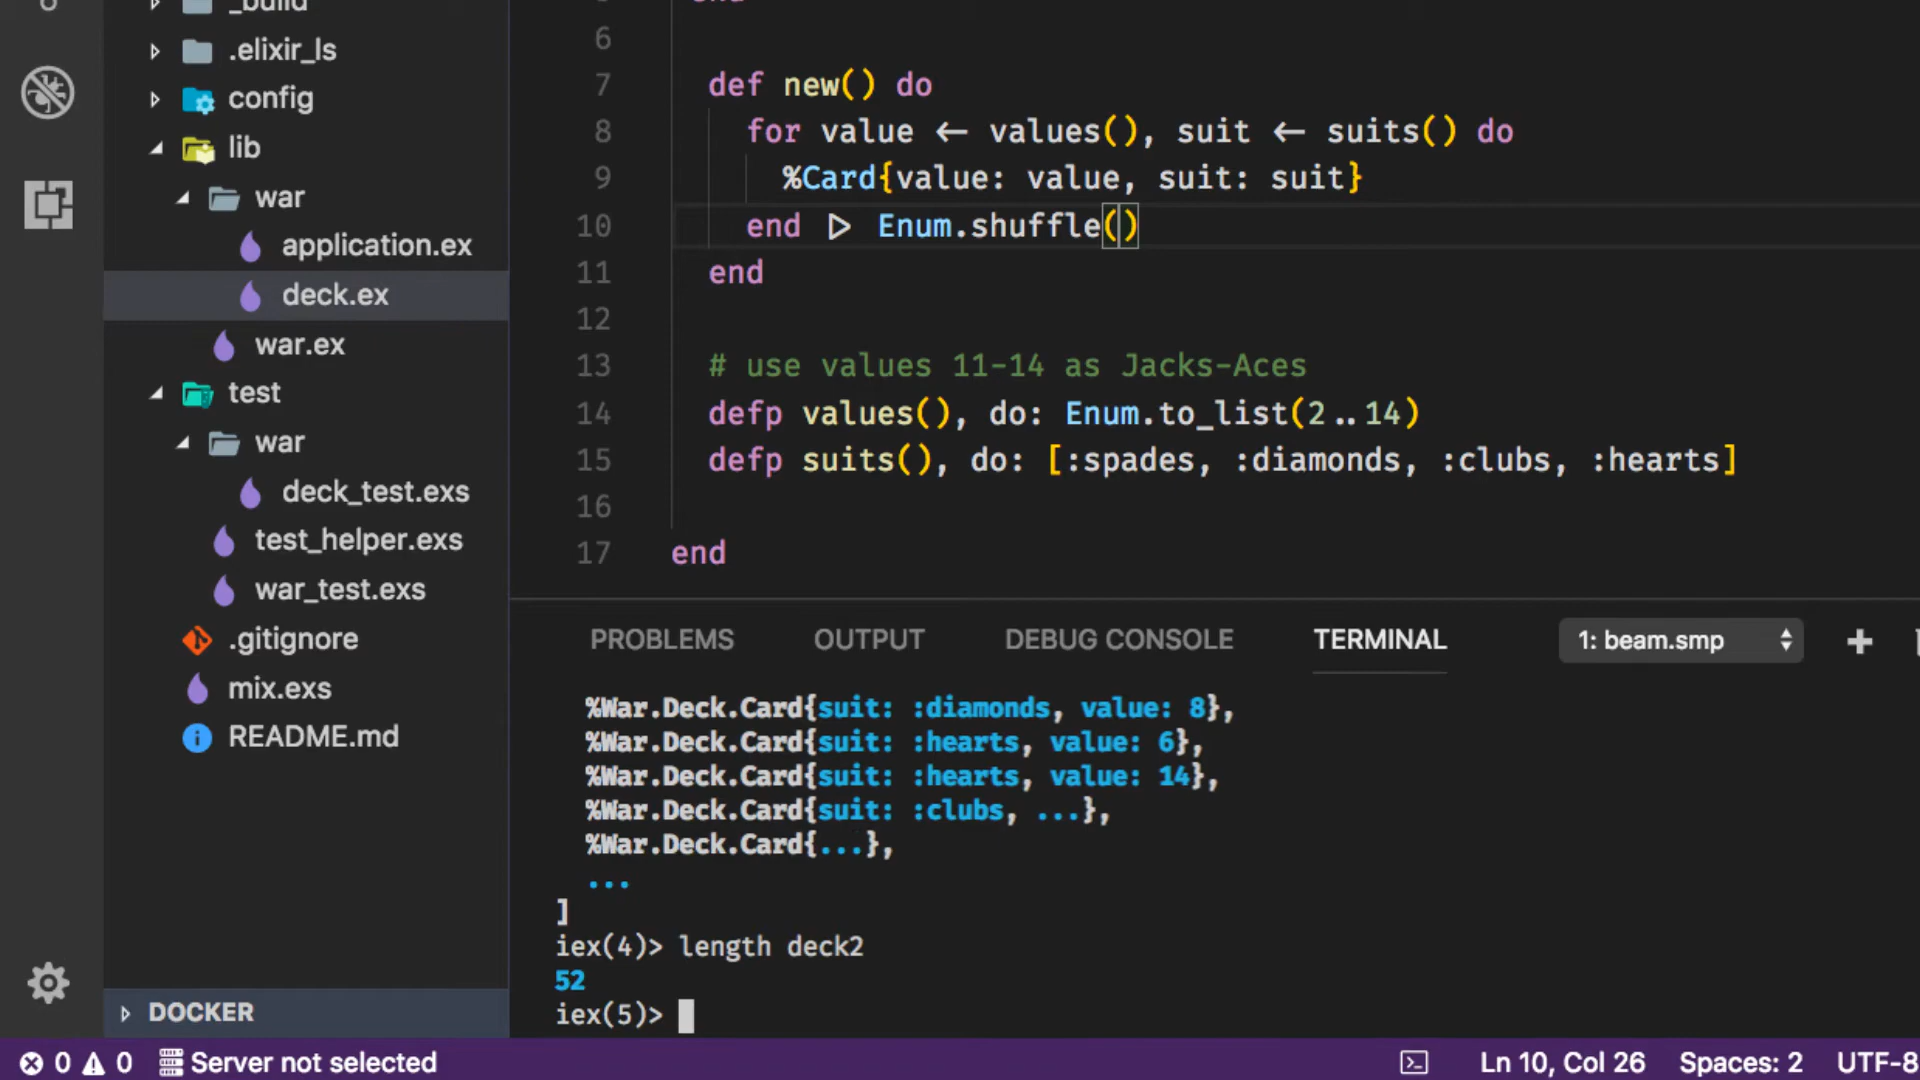 _build
.elixir_ls
config
lib
war
application.ex
deck.ex
war.ex
test
war
deck_test.exs
test_helper.exs
war_test.exs
.gitignore
mix.exs
README.md
DOCKER
end
6
7 def new() do
8 for value <- values(), suit <- suits() do
9 %Card{value: value, suit: suit}
10 end |> Enum.shuffle()
11 end
12
13 # use values 11-14 as Jacks-Aces
14 defp values(), do: Enum.to_list(2..14)
15 defp suits(), do: [:spades, :diamonds, :clubs, :hearts]
16
17 end
PROBLEMS OUTPUT DEBUG CONSOLE TERMINAL 1: beam.smp
%War.Deck.Card{suit: :diamonds, value: 8},
%War.Deck.Card{suit: :hearts, value: 6},
%War.Deck.Card{suit: :hearts, value: 14},
%War.Deck.Card{suit: :clubs, ...},
%War.Deck.Card{...},
...
]
iex(4)> length deck2
52
iex(5)>
0 0 Server not selected Ln 10, Col 26 Spaces: 2 UTF-8